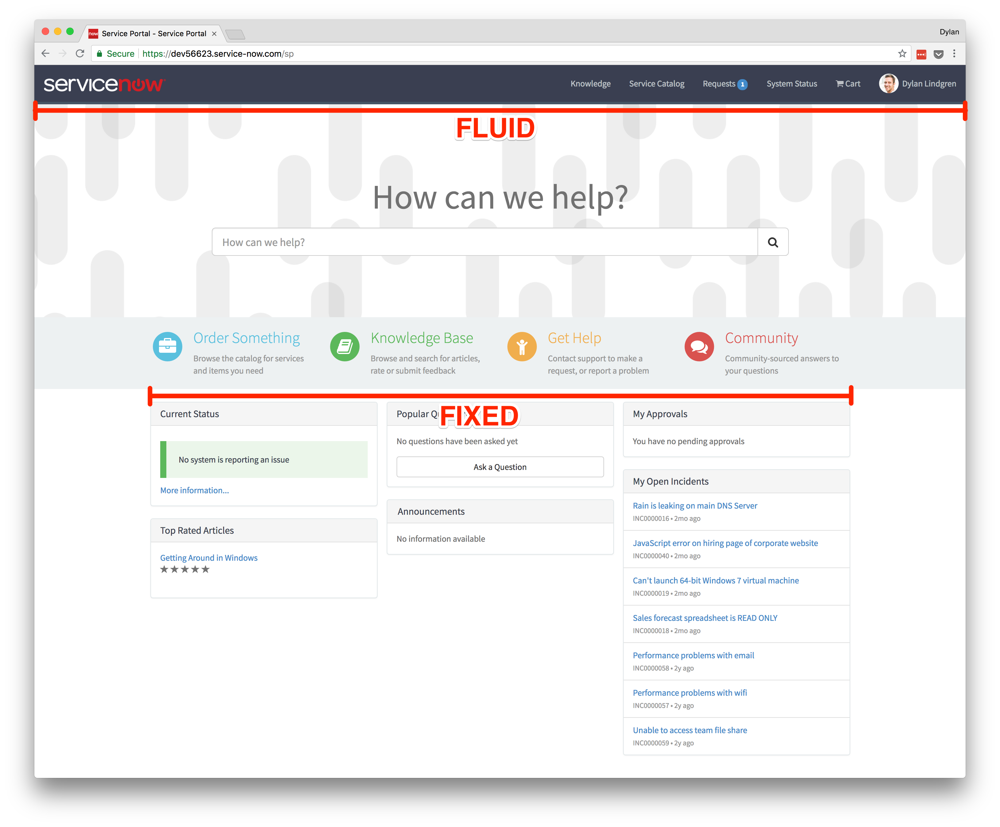 now Service Portal - Service Portal
Dylan
Secure https://dev56623.service-now.com/sp
servicenow
Knowledge Service Catalog Requests 1 System Status Cart Dylan Lindgren
FLUID
How can we help?
How can we help?
Order Something
Browse the catalog for services
and items you need
Knowledge Base
Browse and search for articles,
rate or submit feedback
Get Help
Contact support to make a
request, or report a problem
Community
Community-sourced answers to
your questions
FIXED
Current Status
No system is reporting an issue
More information...
Top Rated Articles
Getting Around in Windows
★★★★★
Popular
No questions have been asked yet
Ask a Question
Announcements
No information available
My Approvals
You have no pending approvals
My Open Incidents
Rain is leaking on main DNS Server
INC0000016 • 2mo ago
JavaScript error on hiring page of corporate website
INC0000040 • 2mo ago
Can't launch 64-bit Windows 7 virtual machine
INC0000019 • 2mo ago
Sales forecast spreadsheet is READ ONLY
INC0000018 • 2mo ago
Performance problems with email
INC0000058 • 2y ago
Performance problems with wifi
INC0000057 • 2y ago
Unable to access team file share
INC0000059 • 2y ago